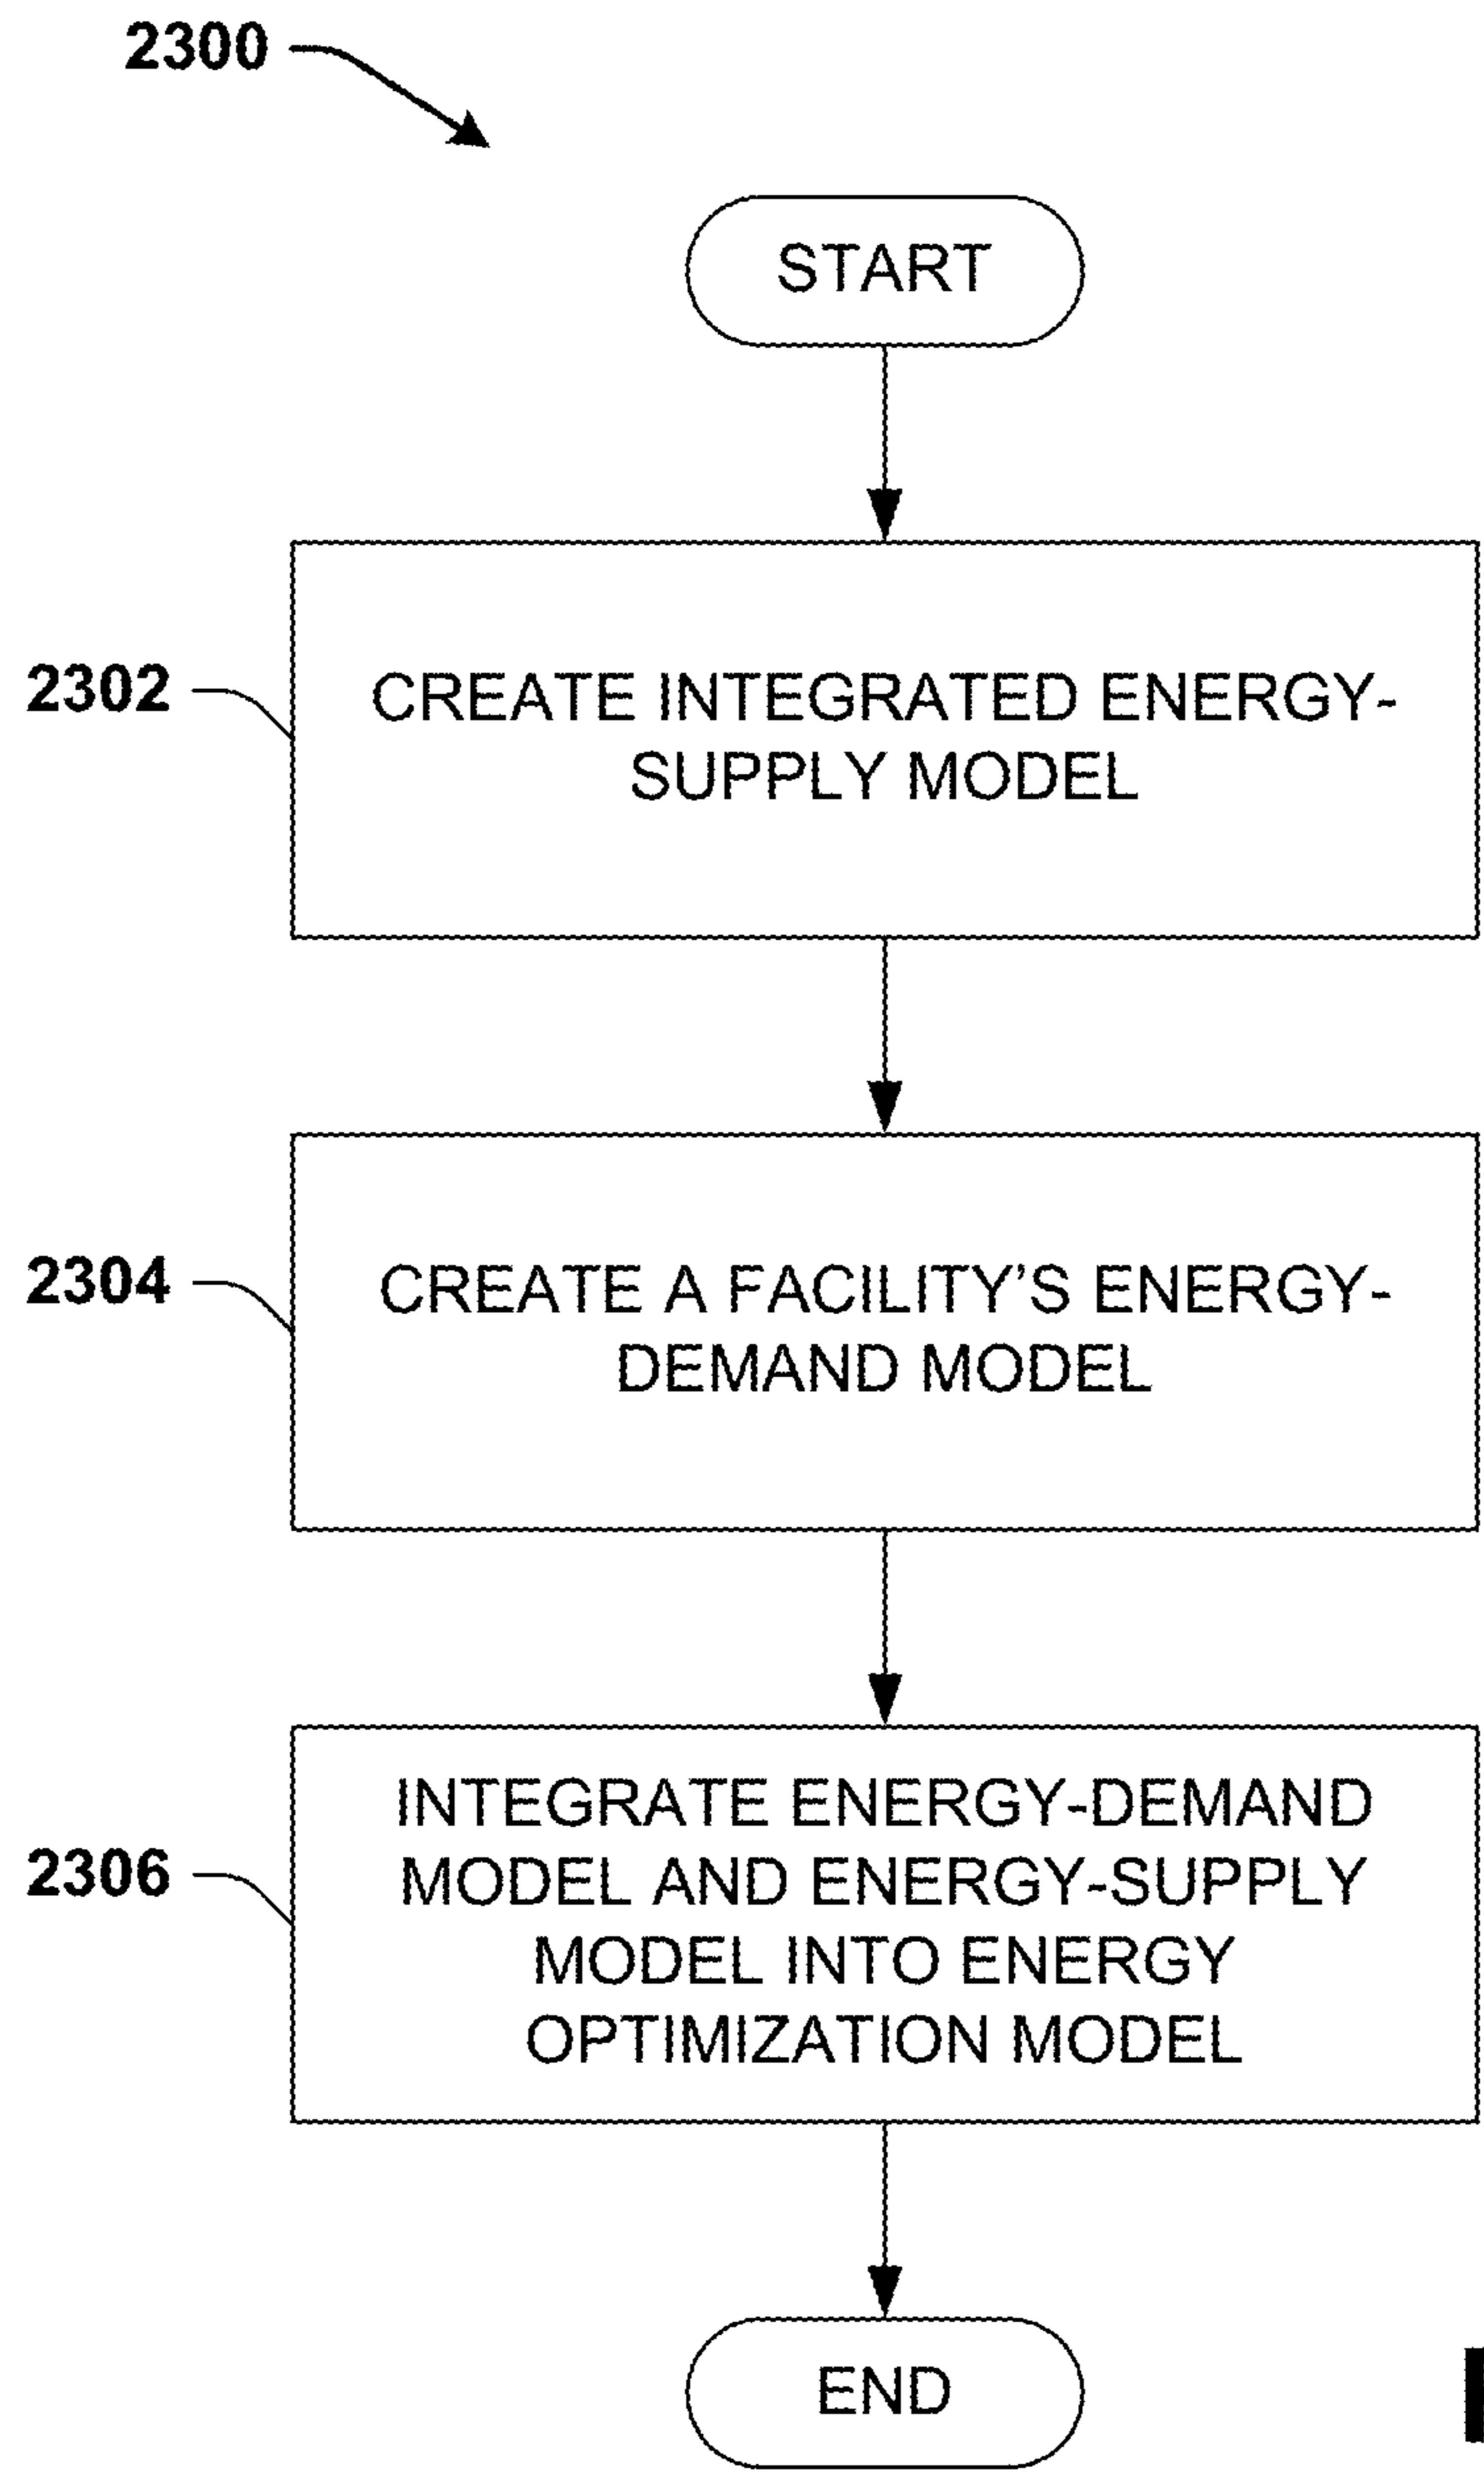 2300
START
2302
CREATE INTEGRATED ENERGY-
SUPPLY MODEL
2304
CREATE A FACILITY’S ENERGY-
DEMAND MODEL
2306
INTEGRATE ENERGY-DEMAND
MODEL AND ENERGY-SUPPLY
MODEL INTO ENERGY
OPTIMIZATION MODEL
END